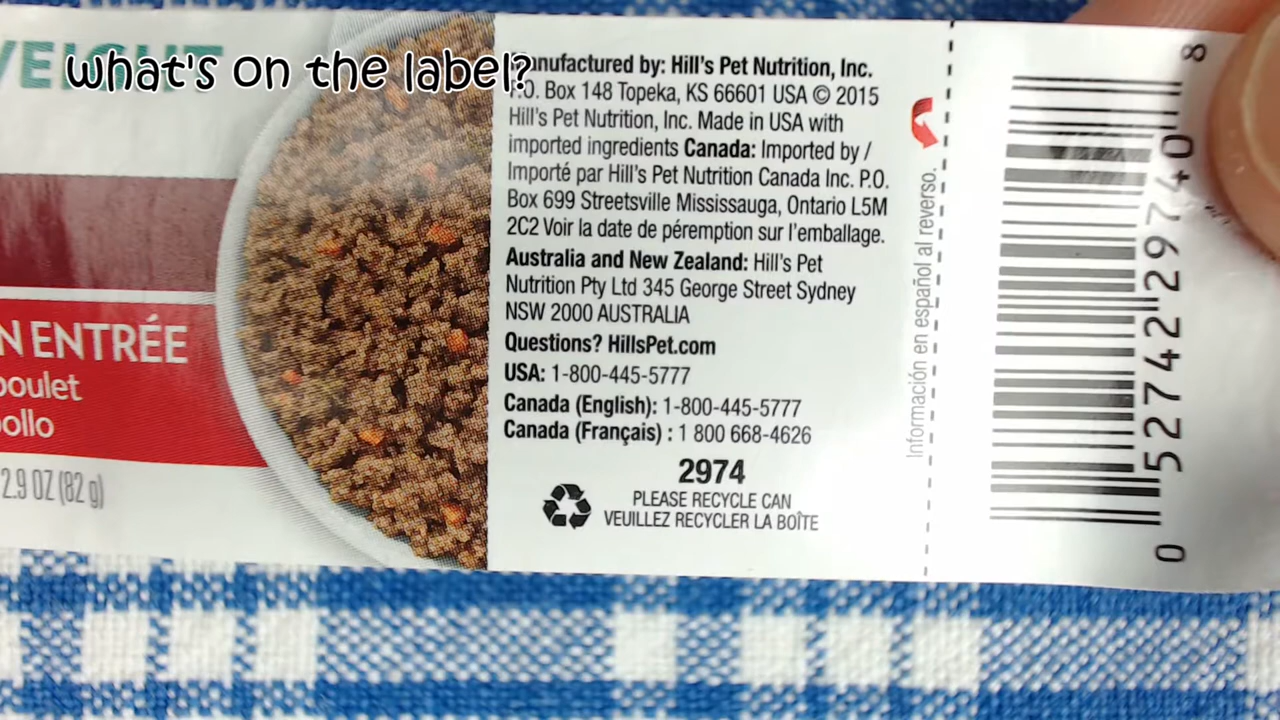 what's on the label?
ENTRÉE
2.9 OZ (82 g)
by: Hill's Pet Nutrition, Inc.
Box 148 Topeka, KS 66601 USA © 2015
Hill's Pet Nutrition, Inc. Made in USA with
imported ingredients Canada: Imported by /
Importé par Hill's Pet Nutrition Canada Inc. P.O.
Box 699 Streetsville Mississauga, Ontario L5M
2C2 Voir la date de péremption sur l'emballage.
Australia and New Zealand: Hill's Pet
Nutrition Pty Ltd 345 George Street Sydney
NSW 2000 AUSTRALIA
Questions? HillsPet.com
USA: 1-800-445-5777
Canada (English): 1-800-445-5777
Canada (Français) : 1 800 668-4626
2974
PLEASE RECYCLE CAN
VEUILLEZ RECYCLER LA BOÎTE
Información en español al reverso.
0 52742 29740 8